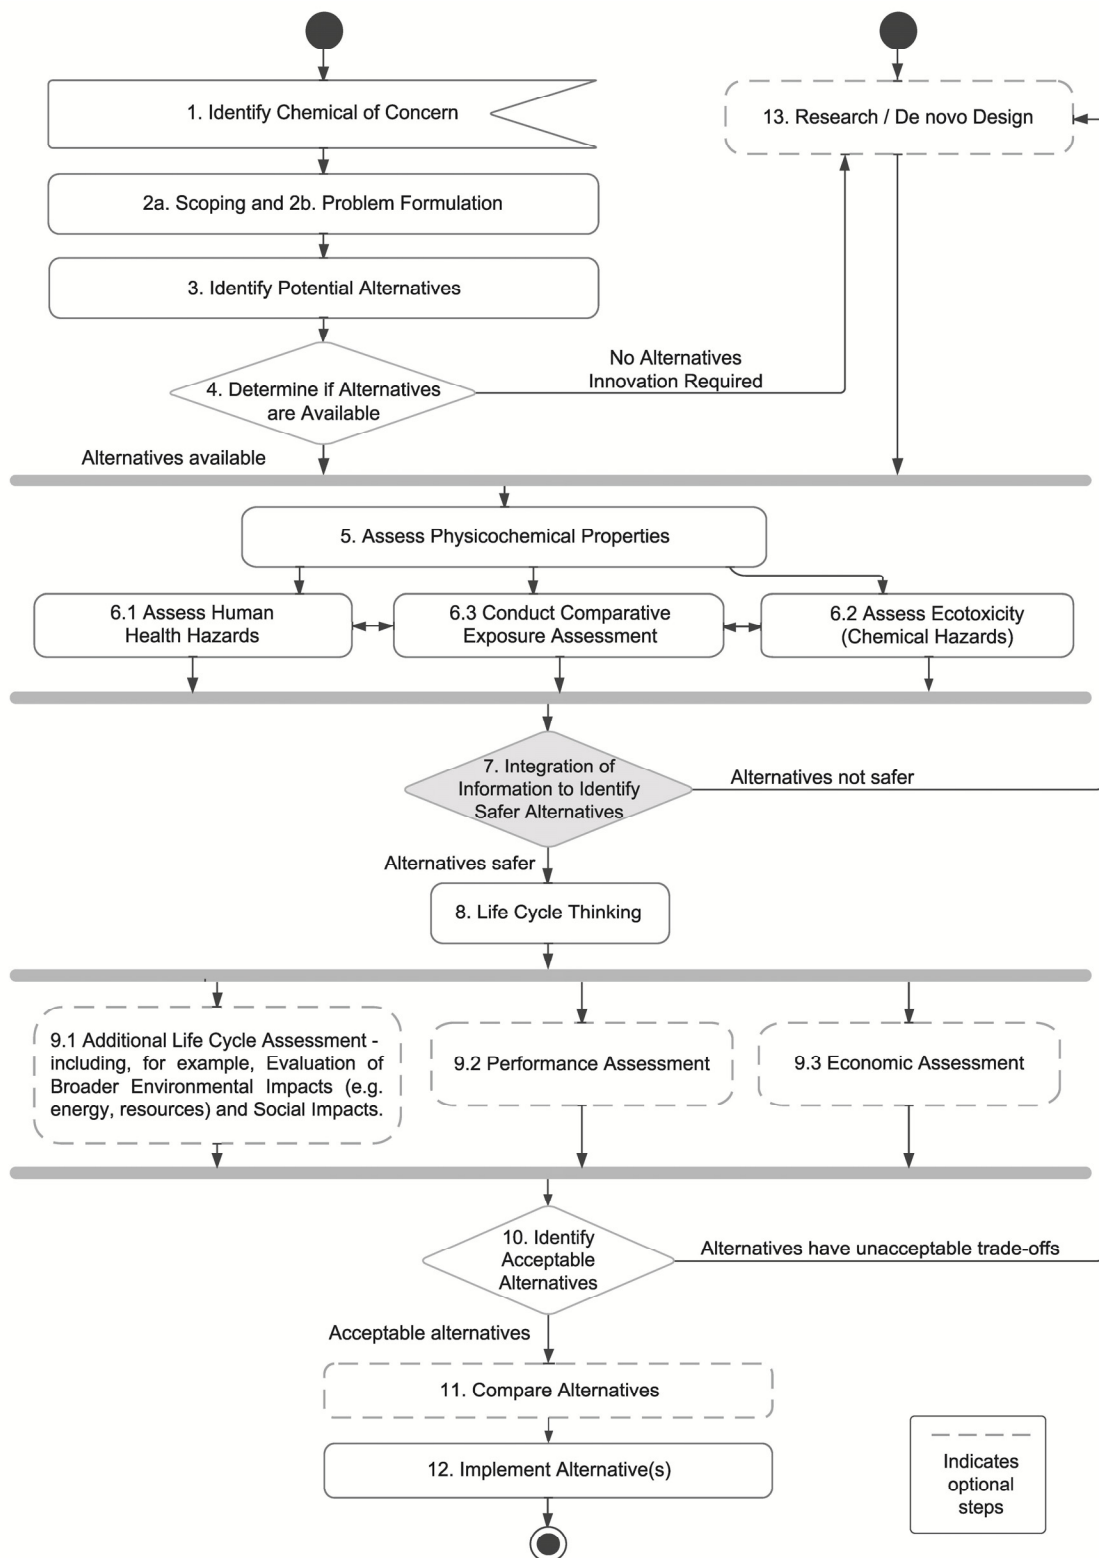 1. Identify Chemical of Concern
13. Research / De novo Design
2a. Scoping and 2b. Problem Formulation
3. Identify Potential Alternatives
4. Determine if Alternatives
are Available
No Alternatives
Innovation Required
Alternatives available
5. Assess Physicochemical Properties
6.1 Assess Human
Health Hazards
6.3 Conduct Comparative
Exposure Assessment
6.2 Assess Ecotoxicity
(Chemical Hazards)
7. Integration of
Information to Identify
Safer Alternatives
Alternatives not safer
Alternatives safer
8. Life Cycle Thinking
9.1 Additional Life Cycle Assessment -
including, for example, Evaluation of
Broader Environmental Impacts (e.g.
energy, resources) and Social Impacts.
9.2 Performance Assessment
9.3 Economic Assessment
10. Identify
Acceptable
Alternatives
Alternatives have unacceptable trade-offs
Acceptable alternatives
11. Compare Alternatives
12. Implement Alternative(s)
Indicates
optional
steps